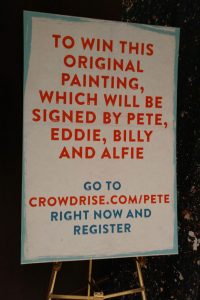 TO WIN THIS
ORIGINAL
PAINTING,
WHICH WILL BE
SIGNED BY PETE,
EDDIE, BILLY
AND ALFIE
GO TO
CROWDRISE.COM/PETE
RIGHT NOW AND
REGISTER